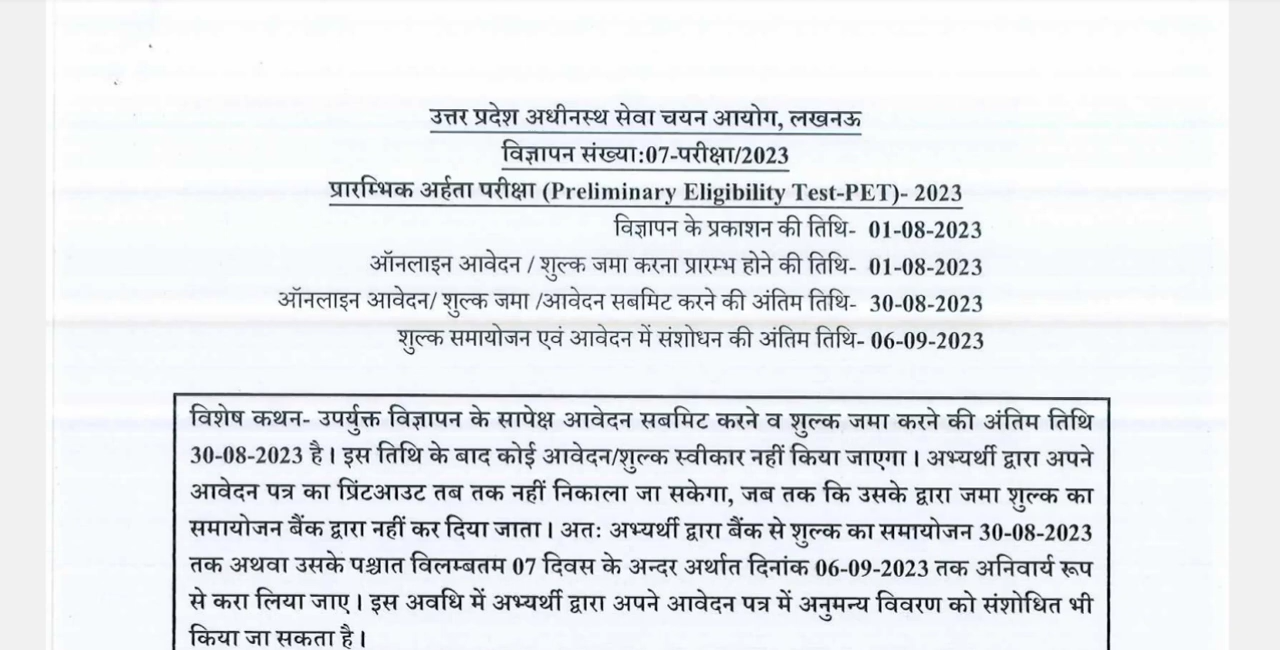 उत्तर प्रदेश अधीनस्थ सेवा चयन आयोग, लखनऊ
विज्ञापन संख्या:07-परीक्षा/2023
प्रारम्भिक अर्हता परीक्षा (Preliminary Eligibility Test-PET)- 2023
विज्ञापन के प्रकाशन की तिथि- 01-08-2023
ऑनलाइन आवेदन / शुल्क जमा करना प्रारम्भ होने की तिथि- 01-08-2023
ऑनलाइन आवेदन/ शुल्क जमा /आवेदन सबमिट करने की अंतिम तिथि- 30-08-2023
शुल्क समायोजन एवं आवेदन में संशोधन की अंतिम तिथि- 06-09-2023
विशेष कथन- उपर्युक्त विज्ञापन के सापेक्ष आवेदन सबमिट करने व शुल्क जमा करने की अंतिम तिथि
30-08-2023 है। इस तिथि के बाद कोई आवेदन/शुल्क स्वीकार नहीं किया जाएगा। अभ्यर्थी द्वारा अपने
आवेदन पत्र का प्रिंटआउट तब तक नहीं निकाला जा सकेगा, जब तक कि उसके द्वारा जमा शुल्क का
समायोजन बैंक द्वारा नहीं कर दिया जाता। अतः अभ्यर्थी द्वारा बैंक से शुल्क का समायोजन 30-08-2023
तक अथवा उसके पश्चात विलम्बतम 07 दिवस के अन्दर अर्थात दिनांक 06-09-2023 तक अनिवार्य रूप
से करा लिया जाए। इस अवधि में अभ्यर्थी द्वारा अपने आवेदन पत्र में अनुमन्य विवरण को संशोधित भी
किया जा सकता है।